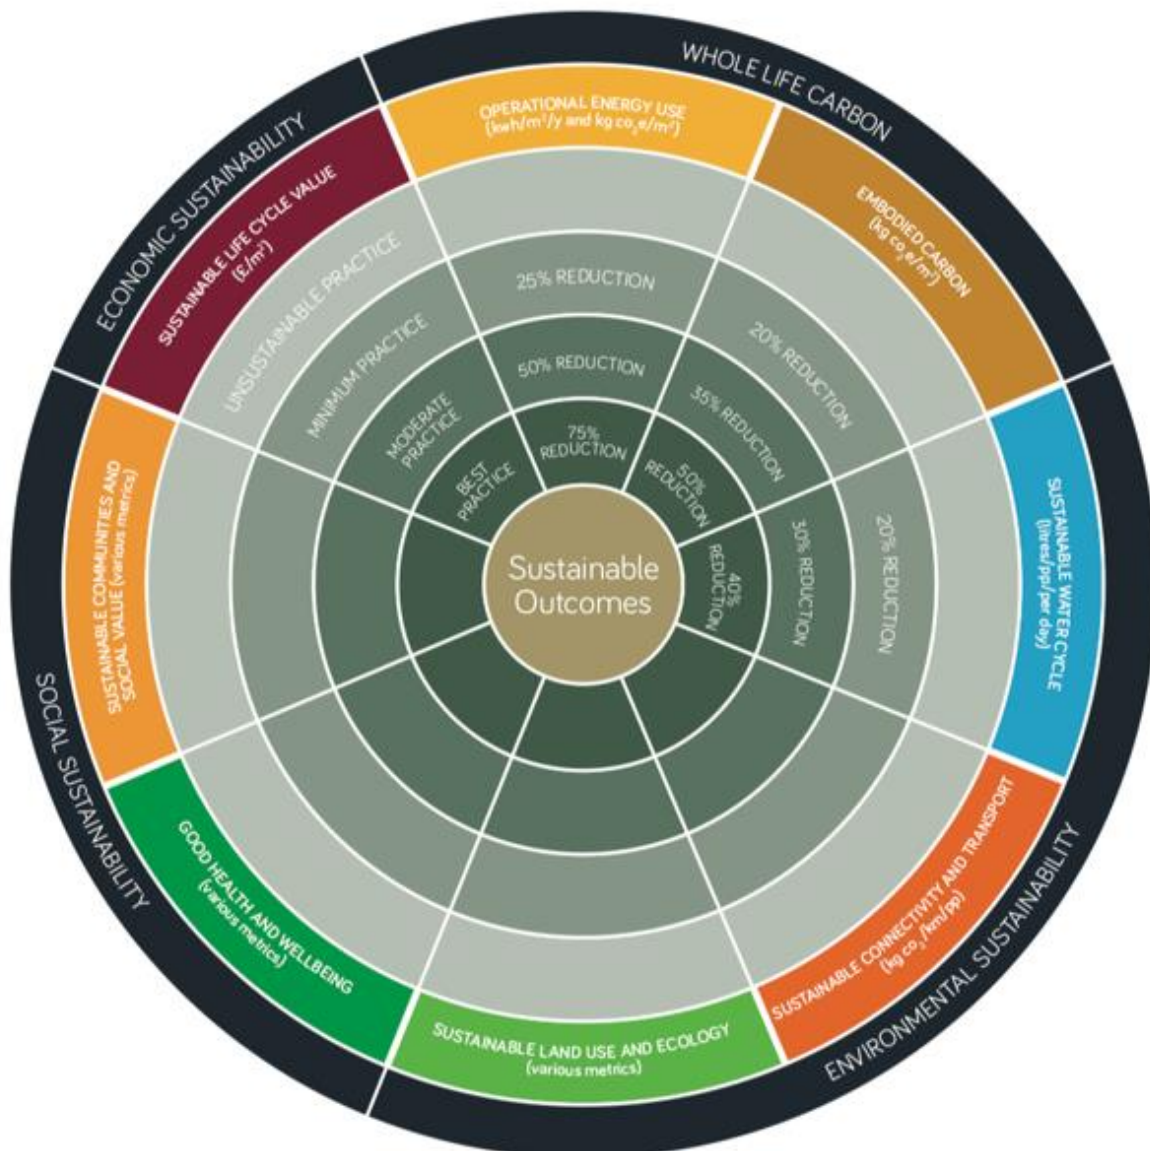 WHOLE LIFE CARBON
OPERATIONAL ENERGY USE
(kwh/m²/y and kg co₂e/m²)
EMBODIED CARBON
(kg co₂e/m²)
ECONOMIC SUSTAINABILITY
SUSTAINABLE LIFE CYCLE VALUE
(£/m²)
UNSUSTAINABLE PRACTICE
MINIMUM PRACTICE
MODERATE
PRACTICE
BEST
PRACTICE
25% REDUCTION
50% REDUCTION
75%
REDUCTION
20% REDUCTION
35% REDUCTION
50%
REDUCTION
20% REDUCTION
30% REDUCTION
40%
REDUCTION
Sustainable
Outcomes
SUSTAINABLE WATER CYCLE
(litres/pp/per day)
SUSTAINABLE CONNECTIVITY AND TRANSPORT
(kg co₂/km/pp)
ENVIRONMENTAL SUSTAINABILITY
SUSTAINABLE LAND USE AND ECOLOGY
(various metrics)
GOOD HEALTH AND WELLBEING
(various metrics)
SUSTAINABLE COMMUNITIES AND
SOCIAL VALUE (various metrics)
SOCIAL SUSTAINABILITY